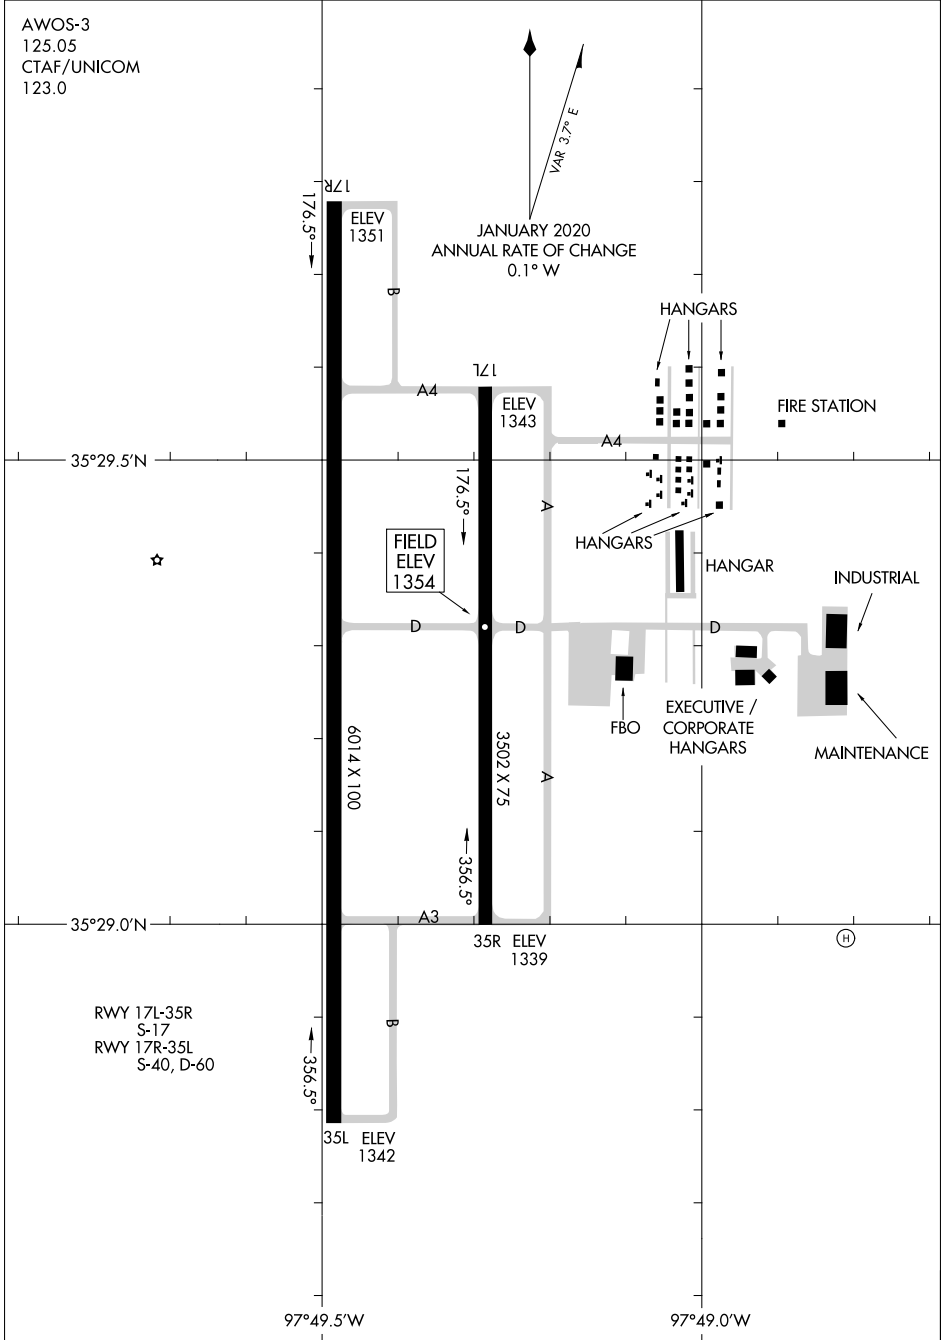 AWOS-3
125.05
CTAF/UNICOM
123.0
VAR 3.7° E
JANUARY 2020
ANNUAL RATE OF CHANGE
0.1° W
17R
176.5°
ELEV
1351
B
HANGARS
17L
A4
ELEV
1343
FIRE STATION
A4
35°29.5'N
176.5°
A
FIELD
ELEV
1354
HANGARS
HANGAR
INDUSTRIAL
D
D
D
FBO
EXECUTIVE /
CORPORATE
HANGARS
MAINTENANCE
6014 X 100
3502 X 75
A
356.5°
A3
35°29.0'N
35R
ELEV
1339
H
RWY 17L-35R
S-17
RWY 17R-35L
S-40, D-60
B
356.5°
35L
ELEV
1342
97°49.5'W
97°49.0'W